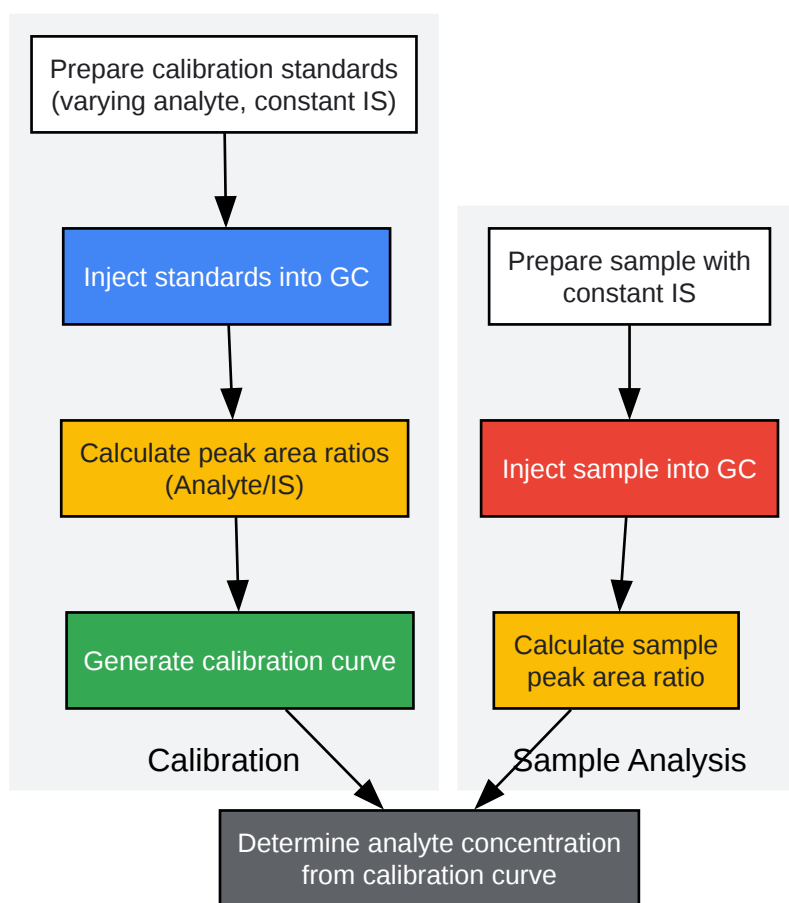 Prepare calibration standards
(varying analyte, constant IS)
Inject standards into GC
Calculate peak area ratios
(Analyte/IS)
Generate calibration curve
Calibration
Prepare sample with
constant IS
Inject sample into GC
Calculate sample
peak area ratio
Sample Analysis
Determine analyte concentration
from calibration curve